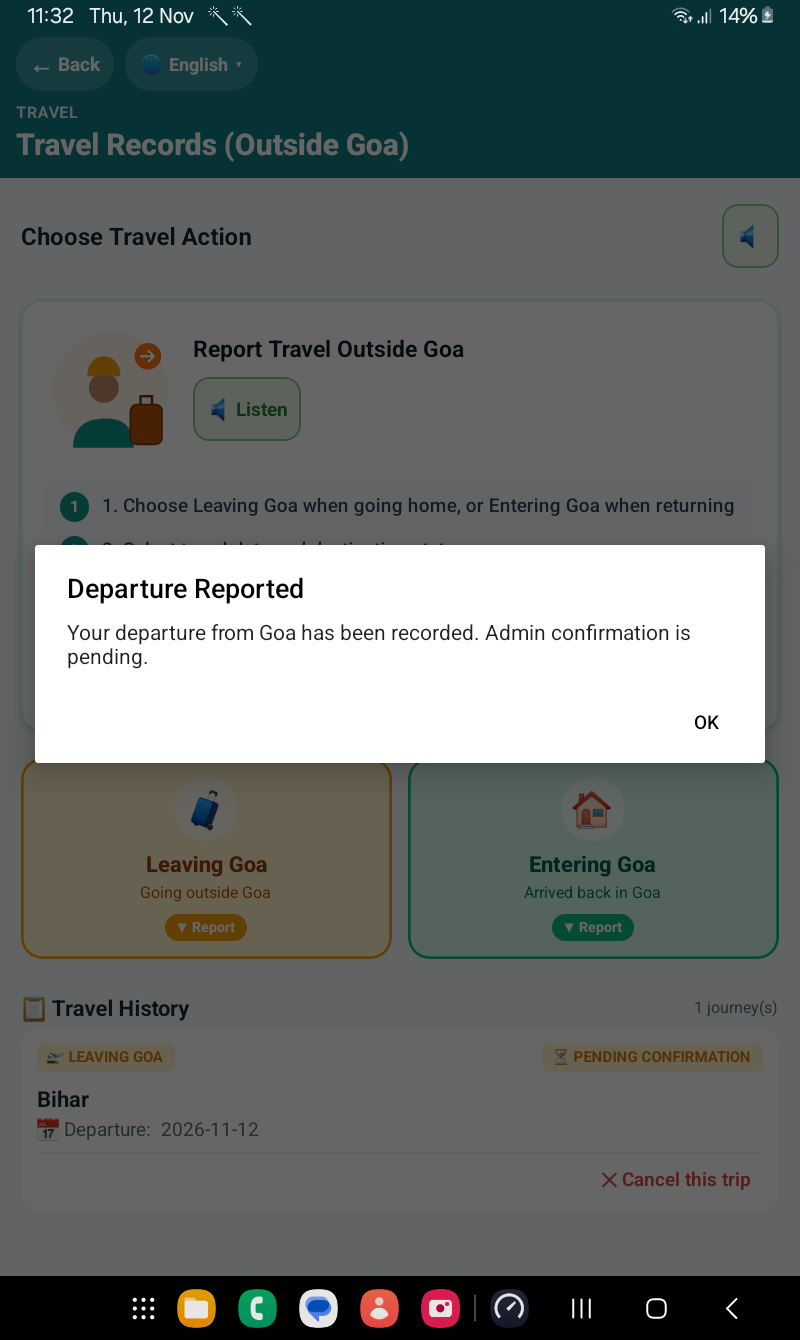 11:32 Thu, 12 Nov
14%
← Back
English ▾
TRAVEL
Travel Records (Outside Goa)
Choose Travel Action
Report Travel Outside Goa
Listen
1
1. Choose Leaving Goa when going home, or Entering Goa when returning
Departure Reported
Your departure from Goa has been recorded. Admin confirmation is
pending.
OK
Leaving Goa
Going outside Goa
▼ Report
Entering Goa
Arrived back in Goa
▼ Report
Travel History
1 journey(s)
LEAVING GOA
PENDING CONFIRMATION
Bihar
17 Departure: 2026-11-12
Cancel this trip